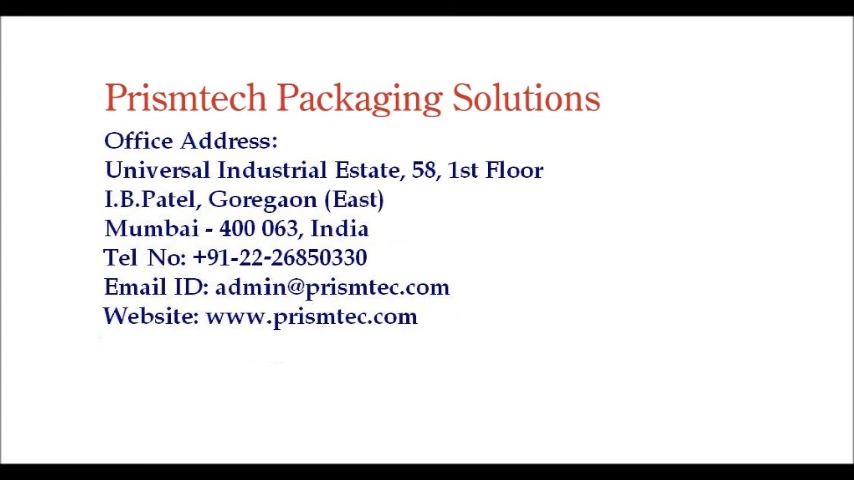 Prismtech Packaging Solutions
Office Address:
Universal Industrial Estate, 58, 1st Floor
I.B.Patel, Goregaon (East)
Mumbai - 400 063, India
Tel No: +91-22-26850330
Email ID: admin@prismtec.com
Website: www.prismtec.com